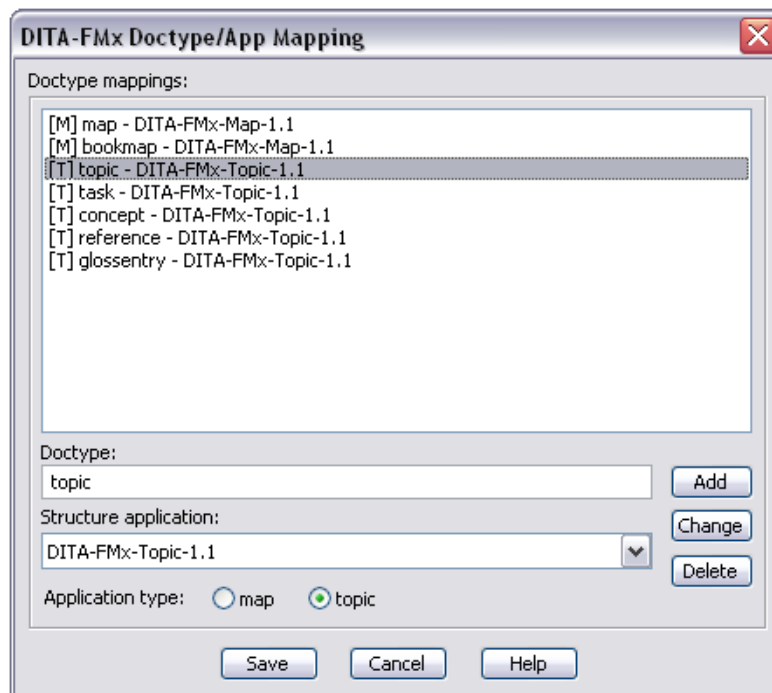 DITA-FMx Doctype/App Mapping
Doctype mappings:
[M] map - DITA-FMx-Map-1.1
[M] bookmap - DITA-FMx-Map-1.1
[T] topic - DITA-FMx-Topic-1.1
[T] task - DITA-FMx-Topic-1.1
[T] concept - DITA-FMx-Topic-1.1
[T] reference - DITA-FMx-Topic-1.1
[T] glossentry - DITA-FMx-Topic-1.1
Doctype:
topic
Add
Structure application:
Change
DITA-FMx-Topic-1.1
Delete
Application type: map topic
Save Cancel Help